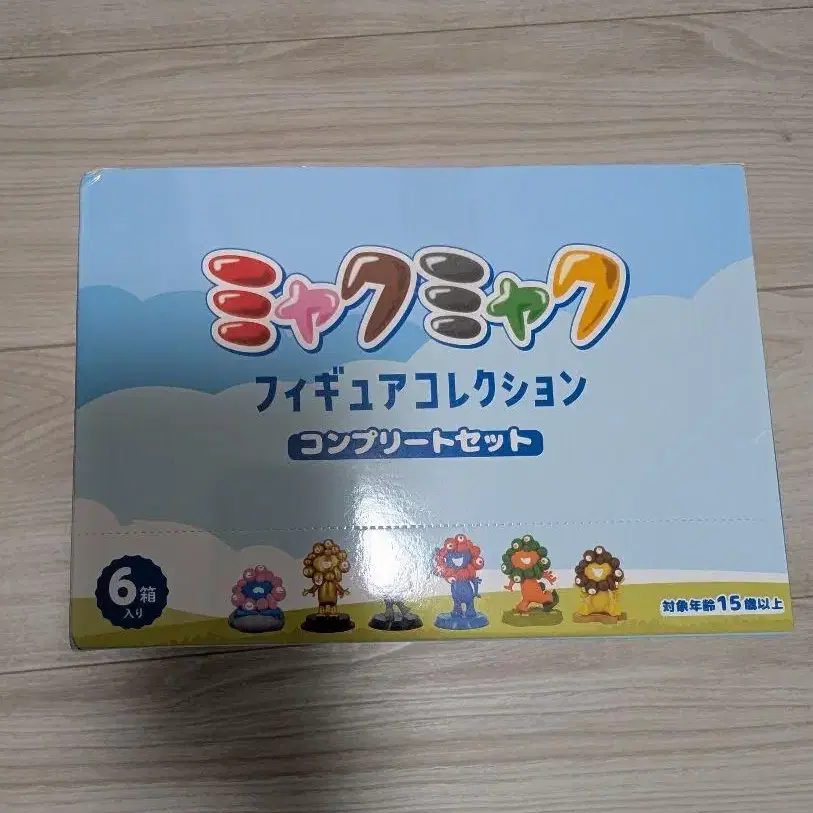 ミャクミャク
フィギュアコレクション
コンプリートセット
6箱
入り
対象年齢15歳以上